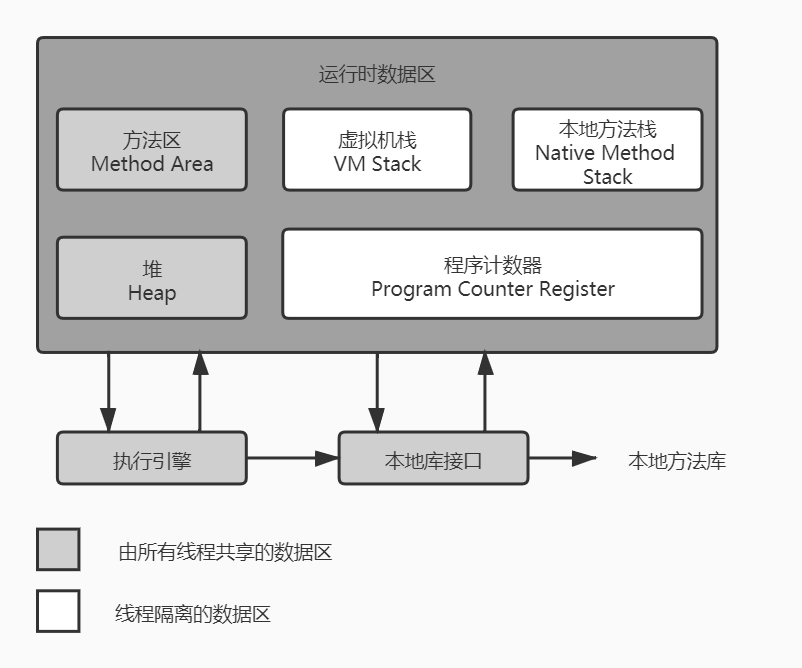 运行时数据区
方法区
Method Area
虚拟机栈
VM Stack
本地方法栈
Native Method
Stack
堆
Heap
程序计数器
Program Counter Register
执行引擎
本地库接口
本地方法库
由所有线程共享的数据区
线程隔离的数据区